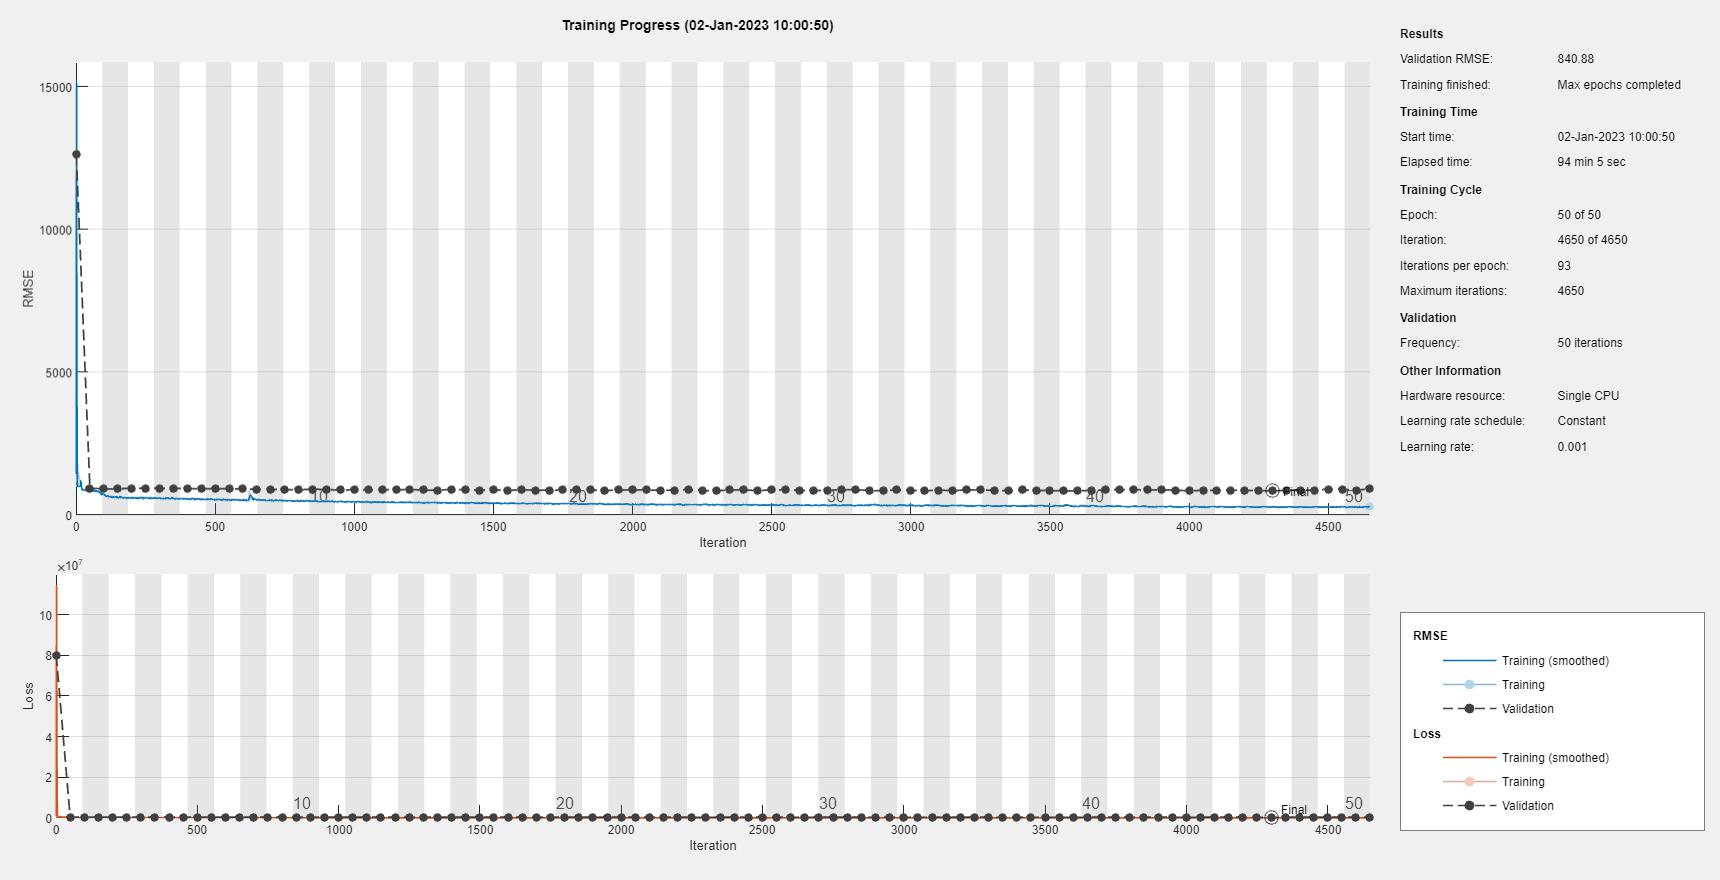 Training Progress (02-Jan-2023 10:00:50)
15000
10000
5000
0
RMSE
10
20
30
40
50
Final
0
500
1000
1500
2000
2500
3000
3500
4000
4500
Iteration
×10⁷
10
8
6
4
2
0
Loss
10
20
30
40
50
Final
0
500
1000
1500
2000
2500
3000
3500
4000
4500
Iteration
Results
Validation RMSE: 840.88
Training finished: Max epochs completed
Training Time
Start time: 02-Jan-2023 10:00:50
Elapsed time: 94 min 5 sec
Training Cycle
Epoch: 50 of 50
Iteration: 4650 of 4650
Iterations per epoch: 93
Maximum iterations: 4650
Validation
Frequency: 50 iterations
Other Information
Hardware resource: Single CPU
Learning rate schedule: Constant
Learning rate: 0.001
RMSE
Training (smoothed)
Training
Validation
Loss
Training (smoothed)
Training
Validation